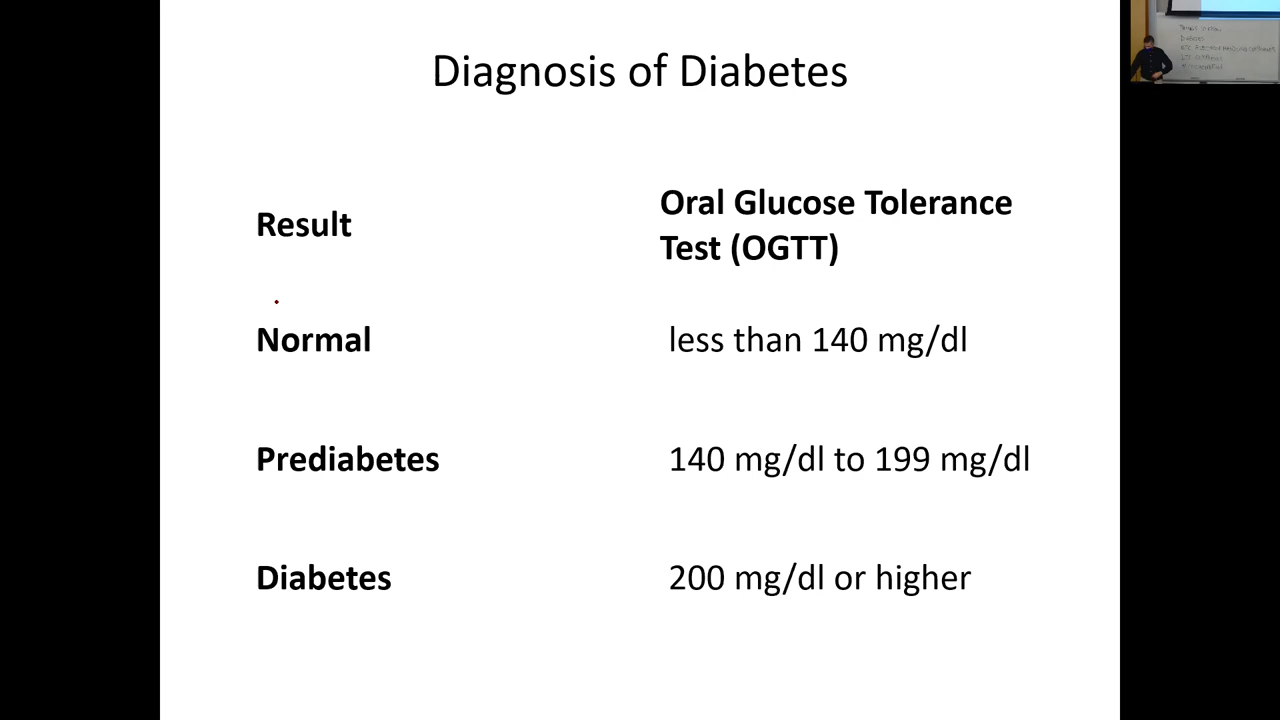 Diagnosis of Diabetes
Result
Oral Glucose Tolerance
Test (OGTT)
Normal
less than 140 mg/dl
Prediabetes
140 mg/dl to 199 mg/dl
Diabetes
200 mg/dl or higher